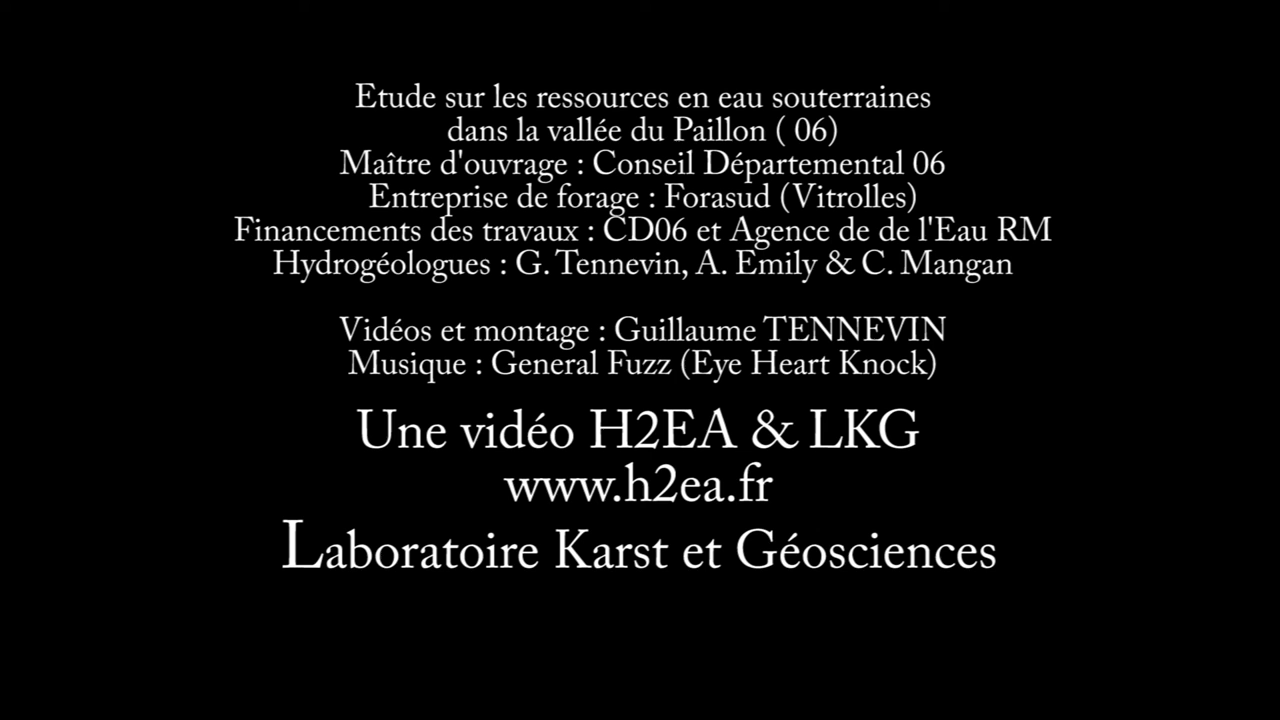 Etude sur les ressources en eau souterraines
dans la vallée du Paillon ( 06)
Maître d'ouvrage : Conseil Départemental 06
Entreprise de forage : Forasud (Vitrolles)
Financements des travaux : CD06 et Agence de de l'Eau RM
Hydrogéologues : G. Tennevin, A. Emily & C. Mangan
Vidéos et montage : Guillaume TENNEVIN
Musique : General Fuzz (Eye Heart Knock)
Une vidéo H2EA & LKG
www.h2ea.fr
Laboratoire Karst et Géosciences